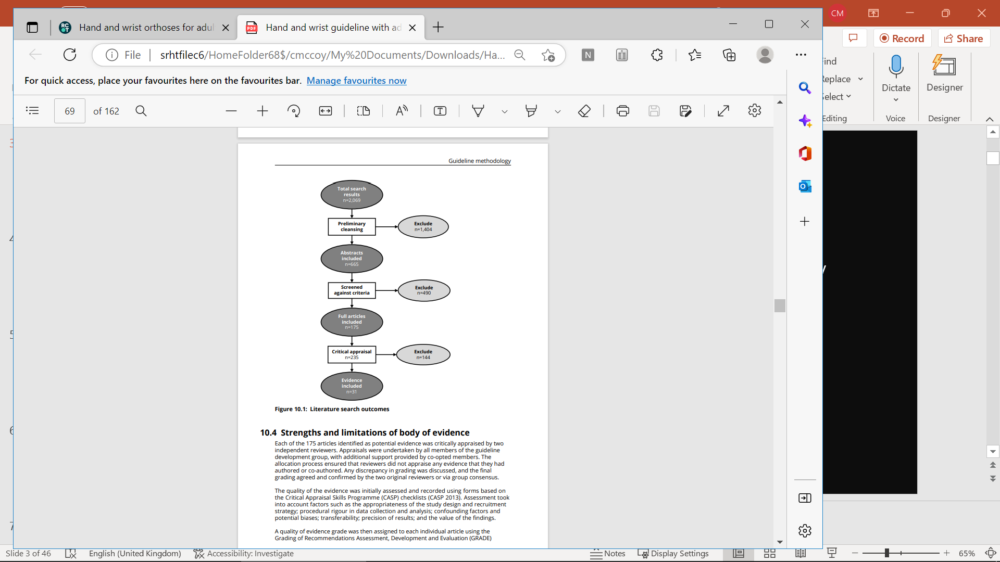 CM
Hand and wrist orthoses for adul
Hand and wrist guideline with ad
File
srhtfilec6/HomeFolder68$/cmccoy/My%20Documents/Downloads/Ha...
For quick access, place your favourites here on the favourites bar. Manage favourites now
69 of 162
Record
Share
ind
Replace
Select
Editing
Dictate
Voice
Designer
Designer
Guideline methodology
Total search
results
n=2,069
Preliminary
cleansing
Exclude
n=1,404
Abstracts
included
n=665
Screened
against criteria
Exclude
n=490
Full articles
included
n=175
Critical appraisal
n=235
Exclude
n=144
Evidence
included
n=31
Figure 10.1: Literature search outcomes
10.4 Strengths and limitations of body of evidence
Each of the 175 articles identified as potential evidence was critically appraised by two
independent reviewers. Appraisals were undertaken by all members of the guideline
development group, with additional support provided by co-opted members. The
allocation process ensured that reviewers did not appraise any evidence that they had
authored or co-authored. Any discrepancy in grading was discussed, and the final
grading agreed and confirmed by the two original reviewers or via group consensus.
The quality of the evidence was initially assessed and recorded using forms based on
the Critical Appraisal Skills Programme (CASP) checklists (CASP 2013). Assessment took
into account factors such as the appropriateness of the study design and recruitment
strategy; procedural rigour in data collection and analysis; confounding factors and
potential biases; transferability; precision of results; and the value of the findings.
A quality of evidence grade was then assigned to each individual article using the
Grading of Recommendations Assessment, Development and Evaluation (GRADE)
Slide 3 of 46
English (United Kingdom)
Accessibility: Investigate
Notes
Display Settings
65%